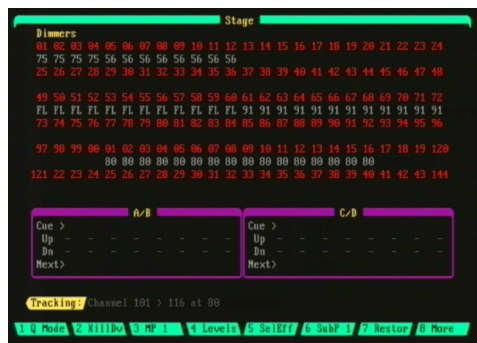 Stage
Dimmers
01 02 03 04 05 06 07 08 09 10 11 12 13 14 15 16 17 18 19 20 21 22 23 24
75 75 75 75 56 56 56 56 56 56 56 56
25 26 27 28 29 30 31 32 33 34 35 36 37 38 39 40 41 42 43 44 45 46 47 48
49 50 51 52 53 54 55 56 57 58 59 60 61 62 63 64 65 66 67 68 69 70 71 72
FL FL FL FL FL FL FL FL FL FL FL FL 91 91 91 91 91 91 91 91 91 91 91 91
73 74 75 76 77 78 79 80 81 82 83 84 85 86 87 88 89 90 91 92 93 94 95 96
97 98 99 00 01 02 03 04 05 06 07 08 09 10 11 12 13 14 15 16 17 18 19 120
80 80 80 80 80 80 80 80 80 80 80 80 80 80 80 80
121 22 23 24 25 26 27 28 29 30 31 32 33 34 35 36 37 38 39 40 41 42 43 144
A/B C/D
Cue > Cue >
Up - - - - - - Up - - - - - -
Dn - - - - - - Dn - - - - - -
Next> Next>
Tracking: Channel 101 > 116 at 80
1 Q Mode 2 KillDv 3 MP 1 4 Levels 5 SelEff 6 SubP 1 7 Restor 8 More